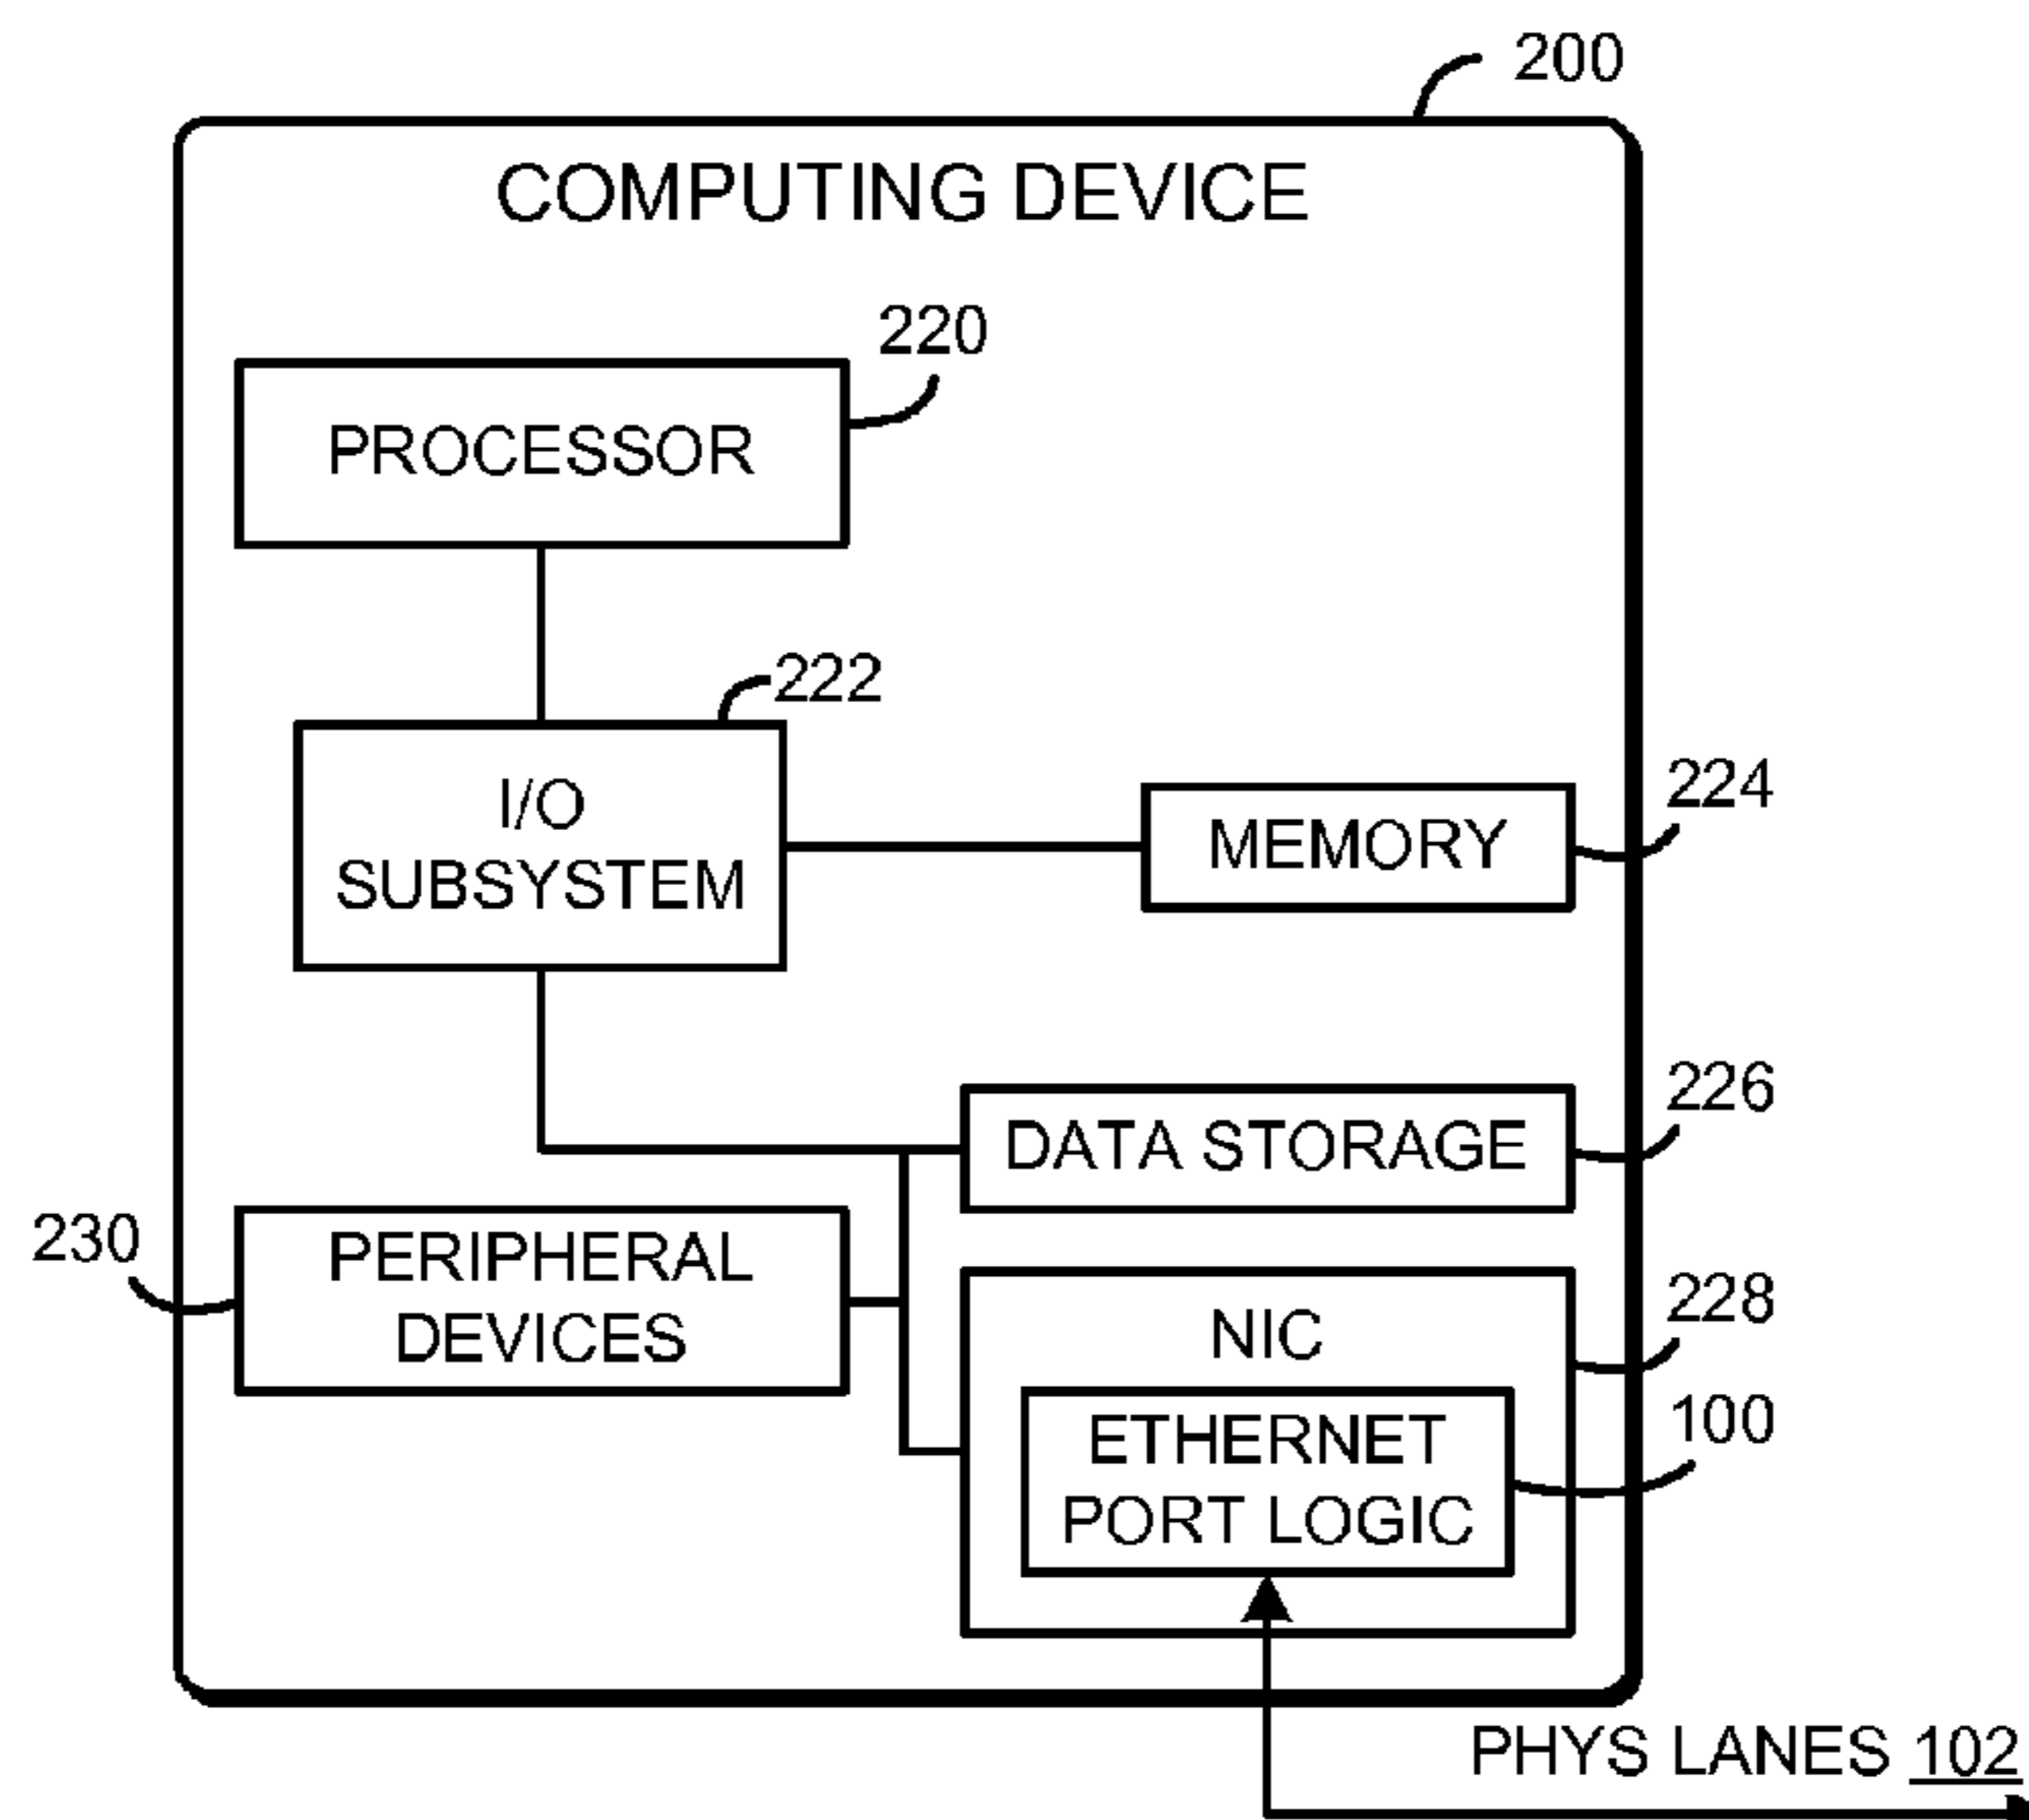 200
COMPUTING DEVICE
220
PROCESSOR
222
I/O
SUBSYSTEM
224
MEMORY
226
DATA STORAGE
230
PERIPHERAL
DEVICES
228
NIC
100
ETHERNET
PORT LOGIC
PHYS LANES 102